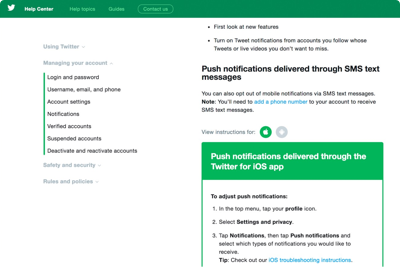 Help Center
Help topics
Guides
Contact us
Using Twitter
Managing your account
Login and password
Username, email, and phone
Account settings
Notifications
Verified accounts
Suspended accounts
Deactivate and reactivate accounts
Safety and security
Rules and policies
First look at new features
Turn on Tweet notifications from accounts you follow whose
Tweets or live videos you don’t want to miss.
Push notifications delivered through SMS text
messages
You can also opt out of mobile notifications via SMS text messages.
Note: You’ll need to add a phone number to your account to receive
SMS text messages.
View instructions for:
Push notifications delivered through the
Twitter for iOS app
To adjust push notifications:
1. In the top menu, tap your profile icon.
2. Select Settings and privacy.
3. Tap Notifications, then tap Push notifications and
select which types of notifications you would like to
receive.
Tip: Check out our iOS troubleshooting instructions.